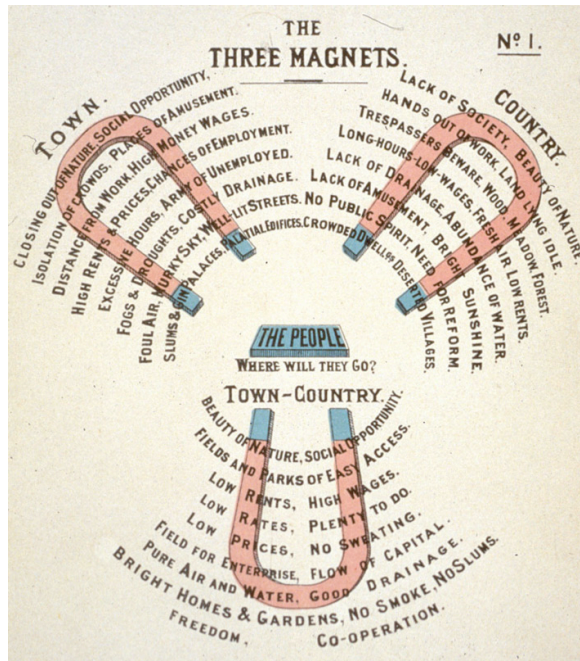 THE
THREE MAGNETS.
Nº 1.
TOWN.
CLOSING OUT OF NATURE. SOCIAL OPPORTUNITY.
ISOLATION OF CROWDS. PLACES OF AMUSEMENT.
DISTANCE FROM WORK. HIGH MONEY WAGES.
HIGH RENTS & PRICES. CHANCES OF EMPLOYMENT.
EXCESSIVE HOURS. ARMY OF UNEMPLOYED.
FOGS & DROUGHTS. COSTLY DRAINAGE.
FOUL AIR. MURKY SKY. WELL-LIT STREETS.
SLUMS & GIN PALACES. PALATIAL EDIFICES.
COUNTRY.
LACK OF SOCIETY. BEAUTY OF NATURE.
HANDS OUT OF WORK. LAND LYING IDLE.
TRESPASSERS BEWARE. WOOD, MEADOW, FOREST.
LONG-HOURS-LOW-WAGES. FRESH AIR. LOW RENTS.
LACK OF DRAINAGE. ABUNDANCE OF WATER.
LACK OF AMUSEMENT. BRIGHT SUNSHINE.
NO PUBLIC SPIRIT. NEED FOR REFORM.
CROWDED DWELLGS. DESERTED VILLAGES.
THE PEOPLE
WHERE WILL THEY GO?
TOWN-COUNTRY.
BEAUTY OF NATURE, SOCIAL OPPORTUNITY.
FIELDS AND PARKS OF EASY ACCESS.
LOW RENTS, HIGH WAGES.
LOW RATES, PLENTY TO DO.
LOW PRICES, NO SWEATING.
FIELD FOR ENTERPRISE, FLOW OF CAPITAL.
PURE AIR AND WATER, GOOD DRAINAGE.
BRIGHT HOMES & GARDENS, NO SMOKE, NO SLUMS.
FREEDOM, CO-OPERATION.